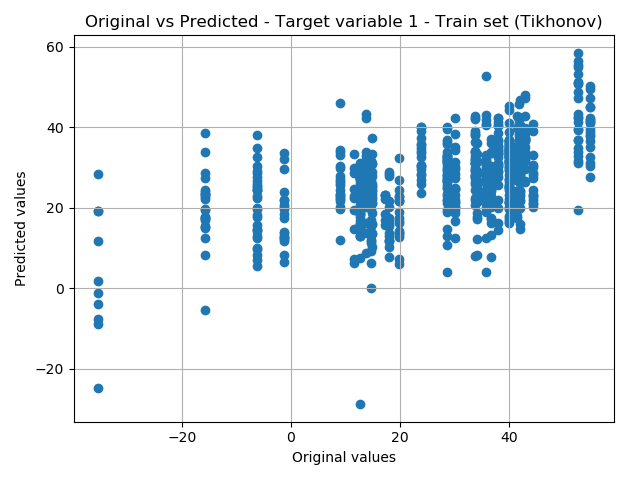 Original vs Predicted - Target variable 1 - Train set (Tikhonov)
60
40
20
0
−20
Predicted values
−20 0 20 40
Original values